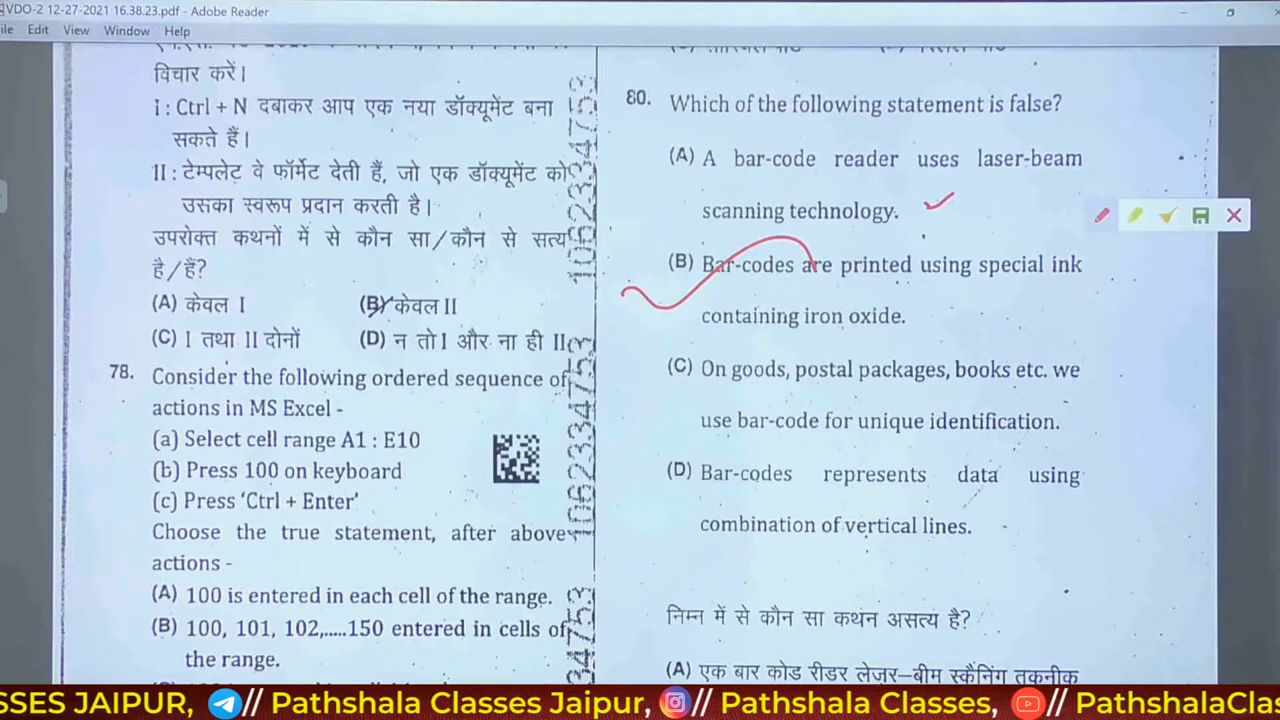 VDO-2 12-27-2021 16.38.23.pdf - Adobe Reader
ile Edit View Window Help
विचार करें।
I : Ctrl + N दबाकर आप एक नया डॉक्यूमेंट बना
सकते हैं।
II : टेम्पलेट वे फॉर्मेट देती हैं, जो एक डॉक्यूमेंट को
उसका स्वरूप प्रदान करती है।
उपरोक्त कथनों में से कौन सा/कौन से सत्य
है/हैं?
(A) केवल I (B) केवल II
(C) I तथा II दोनों (D) न तो I और ना ही II
78. Consider the following ordered sequence of
actions in MS Excel -
(a) Select cell range A1 : E10
(b) Press 100 on keyboard
(c) Press ‘Ctrl + Enter’
Choose the true statement, after above
actions -
(A) 100 is entered in each cell of the range.
(B) 100, 101, 102,.....150 entered in cells of
the range.
1062334753
1062334753
34753
80. Which of the following statement is false?
(A) A bar-code reader uses laser-beam
scanning technology.
(B) Bar-codes are printed using special ink
containing iron oxide.
(C) On goods, postal packages, books etc. we
use bar-code for unique identification.
(D) Bar-codes represents data using
combination of vertical lines.
निम्न में से कौन सा कथन असत्य है?
(A) एक बार कोड रीडर लेज़र–बीम स्कैनिंग तकनीक
SSES JAIPUR, // Pathshala Classes Jaipur, // Pathshala Classes, // PathshalaClas